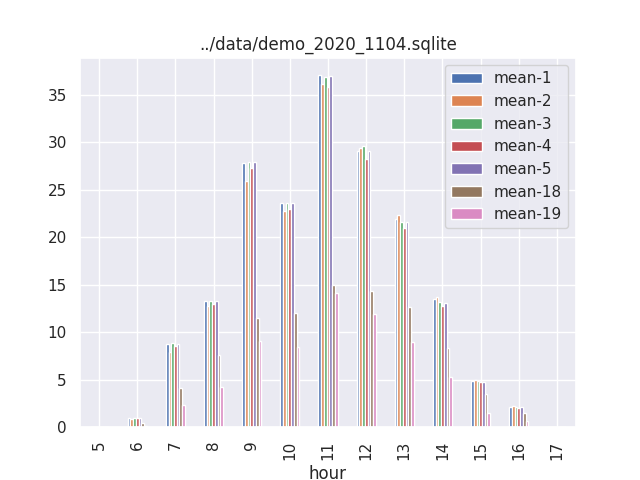 ../data/demo_2020_1104.sqlite
35
30
25
20
15
10
5
0
mean-1
mean-2
mean-3
mean-4
mean-5
mean-18
mean-19
5 6 7 8 9 10 11 12 13 14 15 16 17
hour